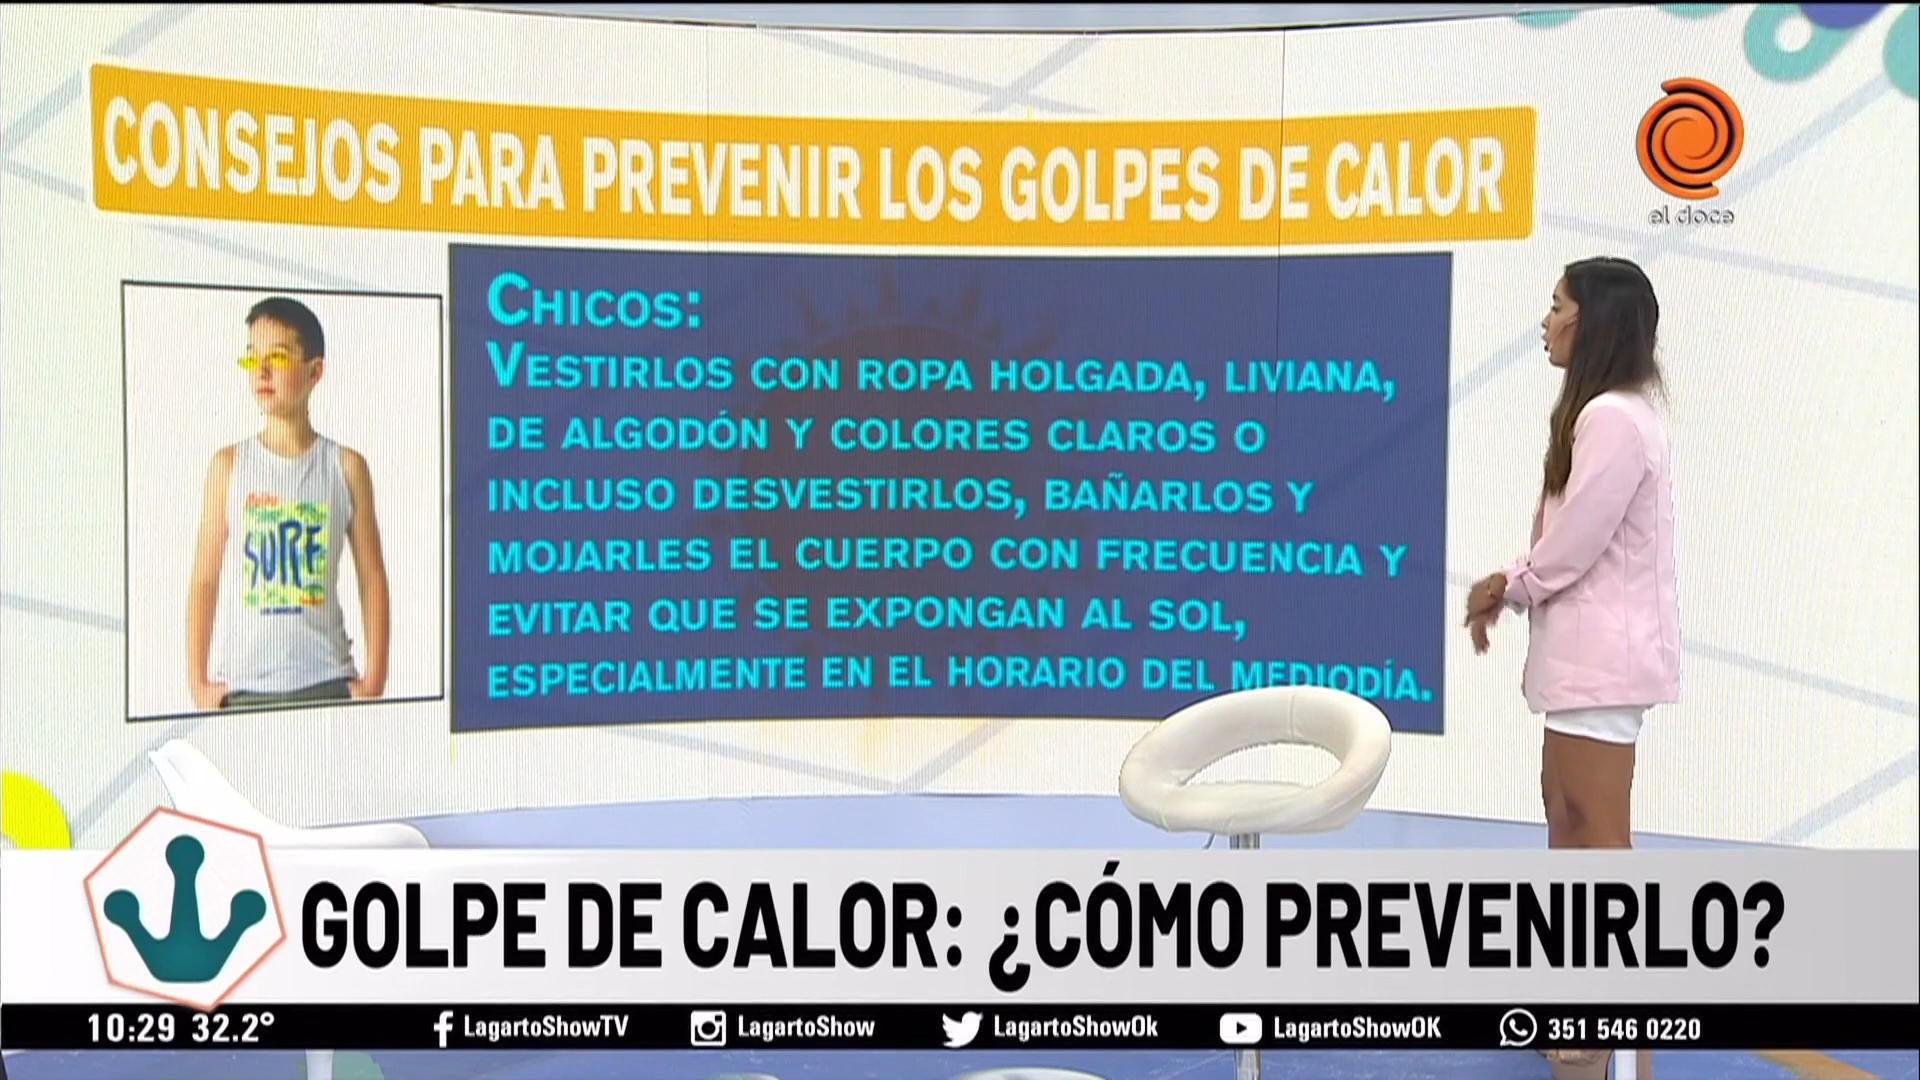 CONSEJOS PARA PREVENIR LOS GOLPES DE CALOR
el doce
CHICOS:
VESTIRLOS CON ROPA HOLGADA, LIVIANA,
DE ALGODÓN Y COLORES CLAROS O
INCLUSO DESVESTIRLOS, BAÑARLOS Y
MOJARLES EL CUERPO CON FRECUENCIA Y
EVITAR QUE SE EXPONGAN AL SOL,
ESPECIALMENTE EN EL HORARIO DEL MEDIODÍA.
SURF
GOLPE DE CALOR: ¿CÓMO PREVENIRLO?
10:29 32.2° LagartoShowTV LagartoShow LagartoShowOk LagartoShowOK 351 546 0220